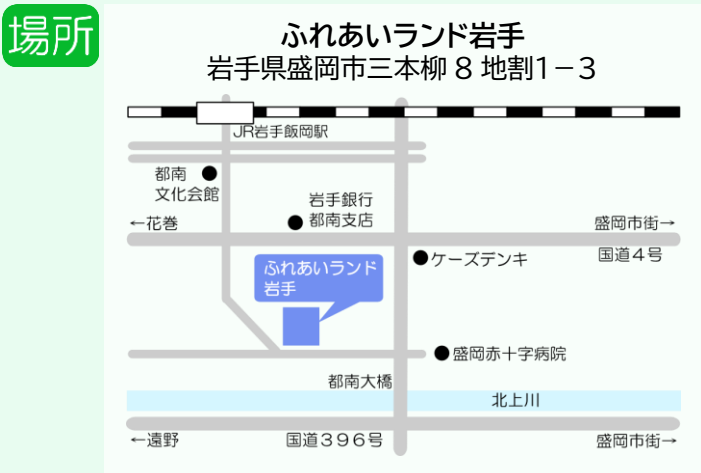 場所
ふれあいランド岩手
岩手県盛岡市三本柳8地割1−3
JR岩手飯岡駅
都南
文化会館
岩手銀行
都南支店
←花巻
盛岡市街→
国道4号
ケーズデンキ
ふれあいランド
岩手
盛岡赤十字病院
都南大橋
北上川
←遠野
国道396号
盛岡市街→